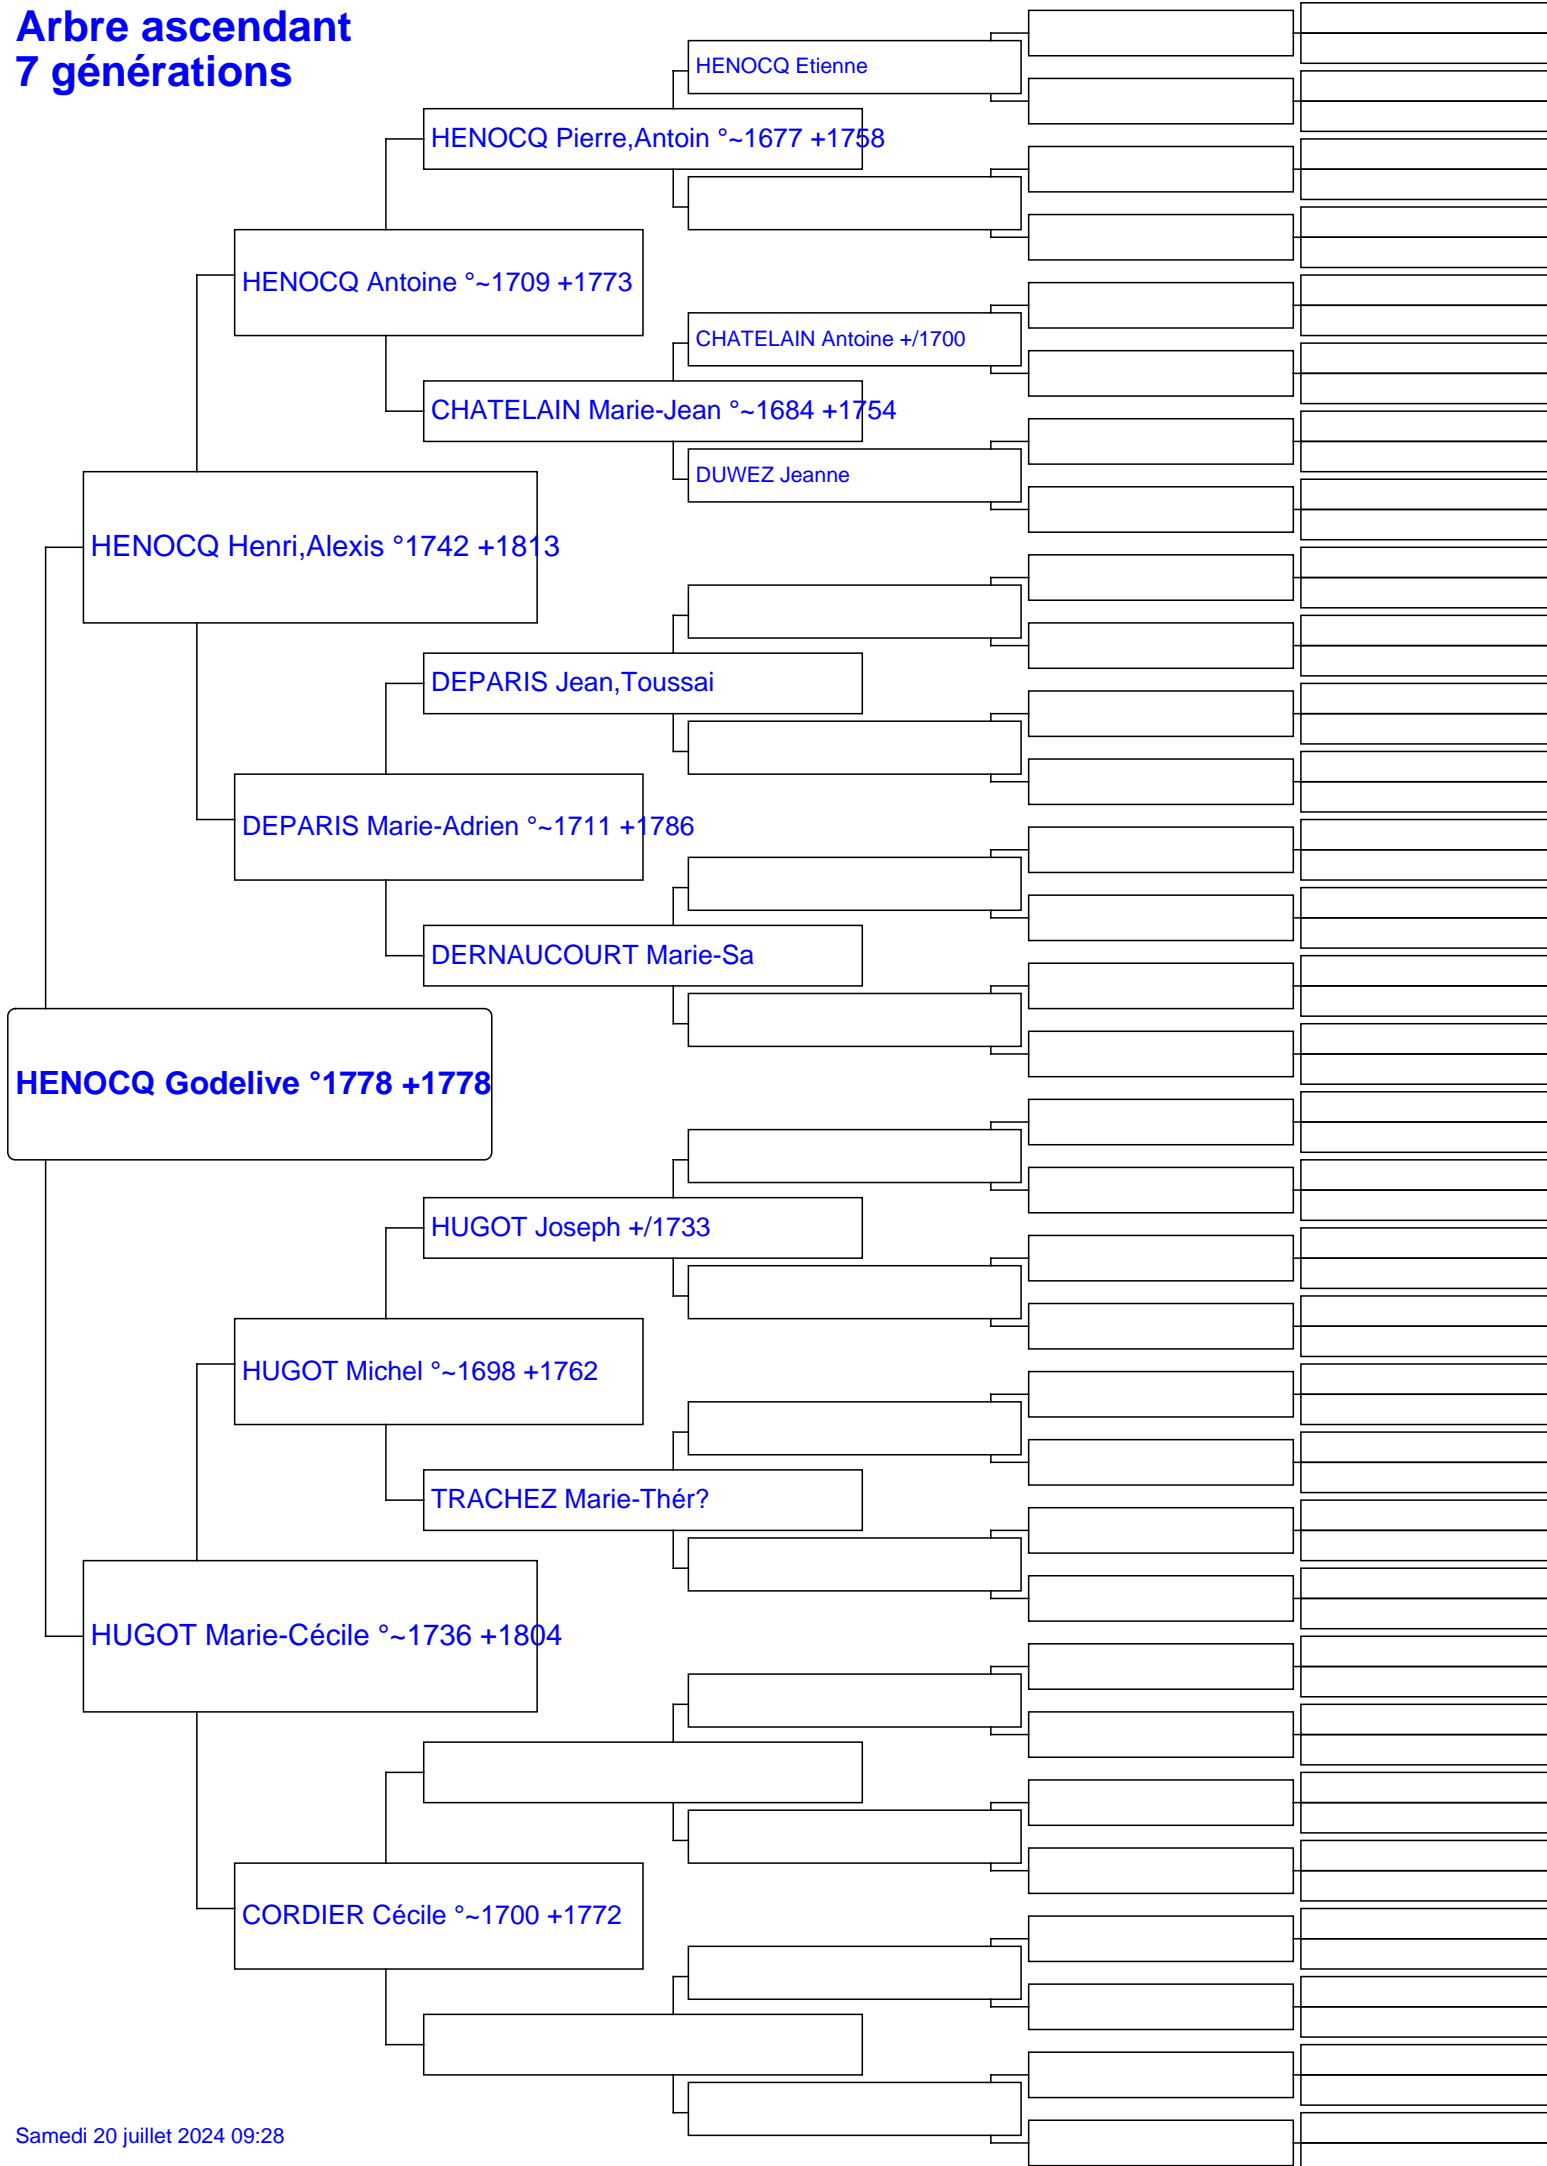 Arbre ascendant
7 générations
HENOCQ Etienne
HENOCQ Pierre,Antoin °~1677 +1758
HENOCQ Antoine °~1709 +1773
CHATELAIN Antoine +/1700
CHATELAIN Marie-Jean °~1684 +1754
DUWEZ Jeanne
HENOCQ Henri,Alexis °1742 +1813
DEPARIS Jean,Toussai
DEPARIS Marie-Adrien °~1711 +1786
DERNAUCOURT Marie-Sa
HENOCQ Godelive °1778 +1778
HUGOT Joseph +/1733
HUGOT Michel °~1698 +1762
TRACHEZ Marie-Thér?
HUGOT Marie-Cécile °~1736 +1804
CORDIER Cécile °~1700 +1772
Samedi 20 juillet 2024 09:28